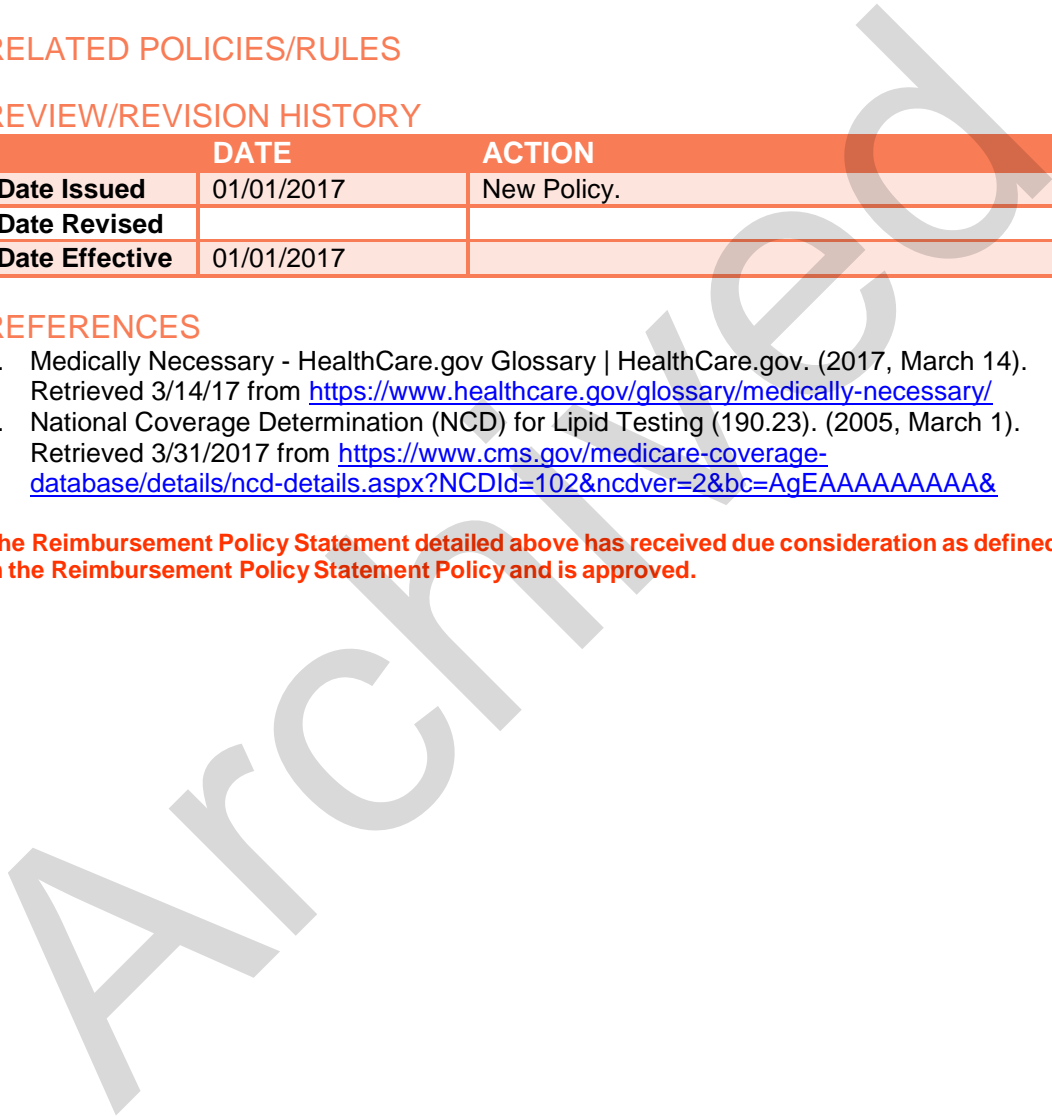 RELATED POLICIES/RULES
REVIEW/REVISION HISTORY
DATE ACTION
Date Issued 01/01/2017 New Policy.
Date Revised
Date Effective 01/01/2017
REFERENCES
. Medically Necessary - HealthCare.gov Glossary | HealthCare.gov. (2017, March 14).
Retrieved 3/14/17 from https://www.healthcare.gov/glossary/medically-necessary/
. National Coverage Determination (NCD) for Lipid Testing (190.23). (2005, March 1).
Retrieved 3/31/2017 from https://www.cms.gov/medicare-coverage-
database/details/ncd-details.aspx?NCDId=102&ncdver=2&bc=AgEAAAAAAAAA&
he Reimbursement Policy Statement detailed above has received due consideration as defined
n the Reimbursement Policy Statement Policy and is approved.
Archived